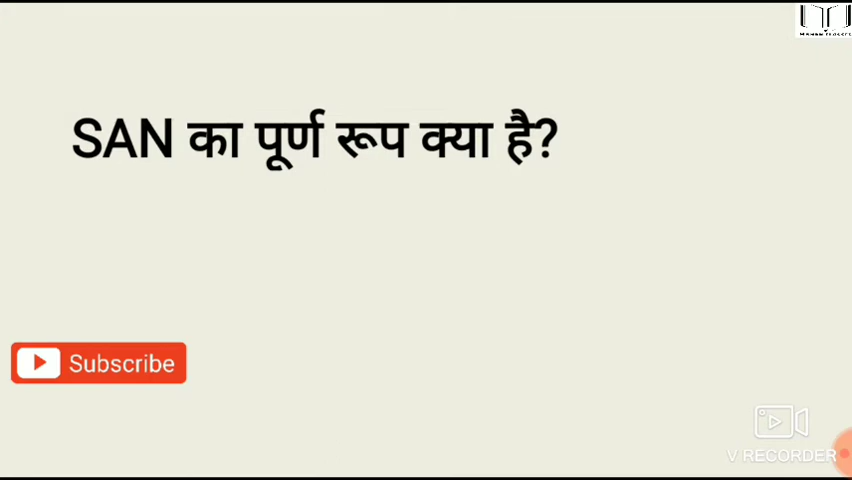 SAN का पूर्ण रूप क्या है?
Subscribe
V RECORDER